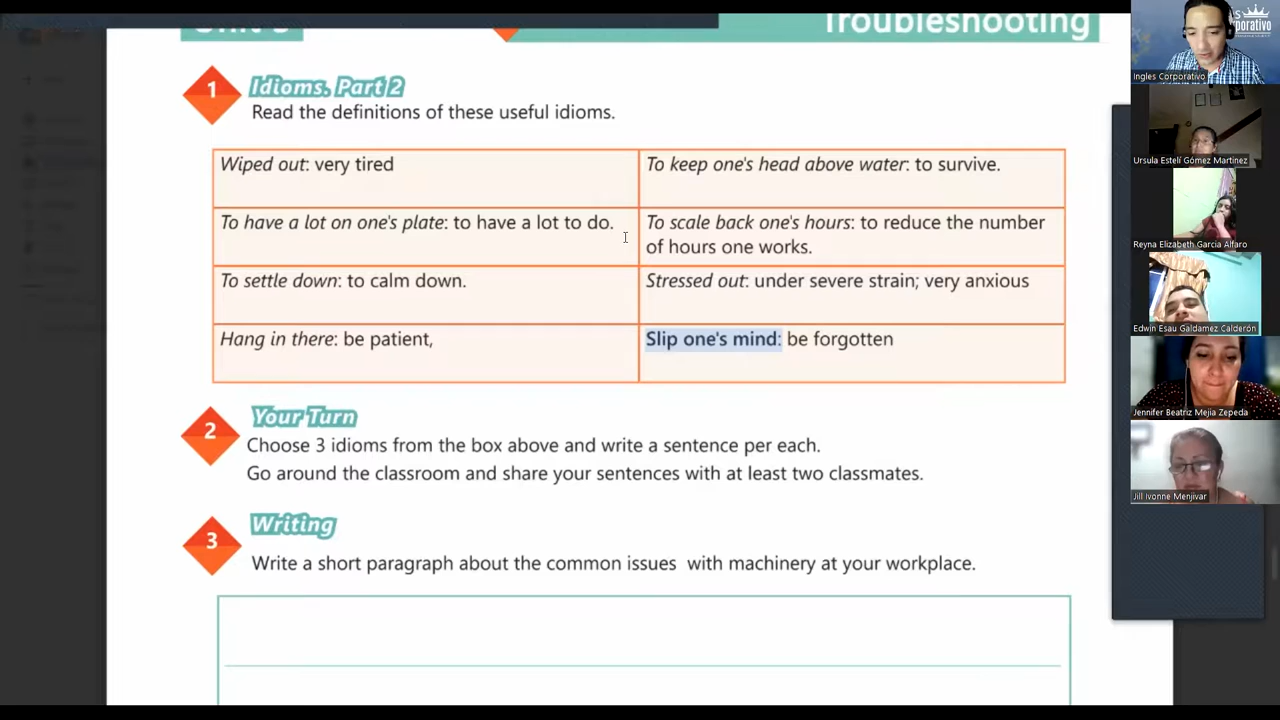 Unit 5
Troubleshooting
1
Idioms. Part 2
Read the definitions of these useful idioms.
Wiped out: very tired
To keep one's head above water: to survive.
To have a lot on one's plate: to have a lot to do.
To scale back one's hours: to reduce the number
of hours one works.
To settle down: to calm down.
Stressed out: under severe strain; very anxious
Hang in there: be patient,
Slip one's mind: be forgotten
2
Your Turn
Choose 3 idioms from the box above and write a sentence per each.
Go around the classroom and share your sentences with at least two classmates.
3
Writing
Write a short paragraph about the common issues  with machinery at your workplace.
Ingles Corporativo
Ursula Estelí Gómez Martinez
Reyna Elizabeth Garcia Alfaro
Edwin Esau Galdamez Calderón
Jennifer Beatriz Mejia Zepeda
Jill Ivonne Menjivar